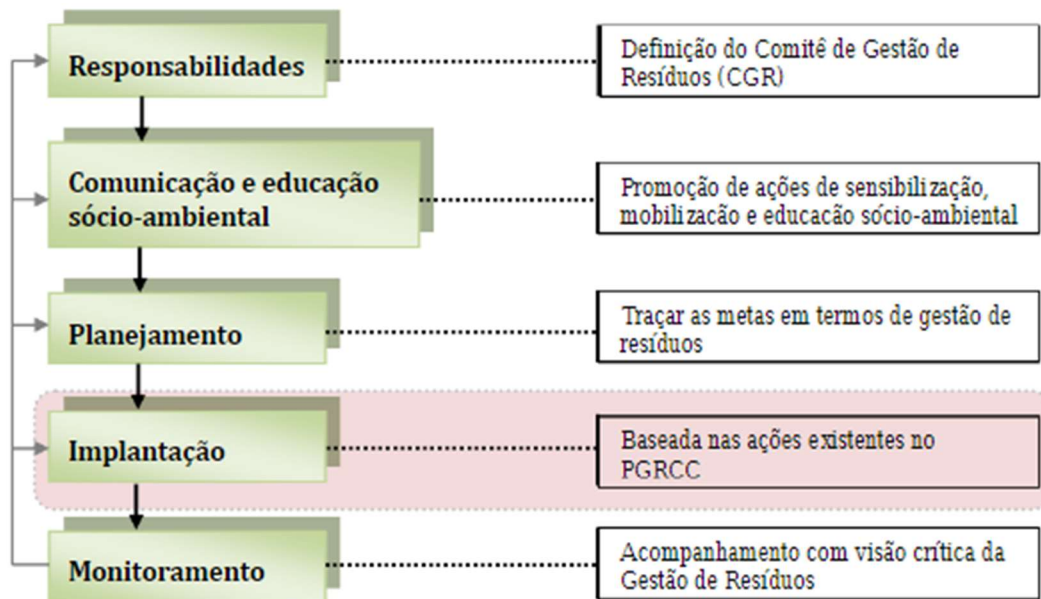 Responsabilidades
Definição do Comitê de Gestão de
Resíduos (CGR)
Comunicação e educação
sócio-ambiental
Promoção de ações de sensibilização,
mobilizacão e educacão sócio-ambiental
Planejamento
Traçar as metas em termos de gestão de
resíduos
Implantação
Baseada nas ações existentes no
PGRCC
Monitoramento
Acompanhamento com visão crítica da
Gestão de Resíduos